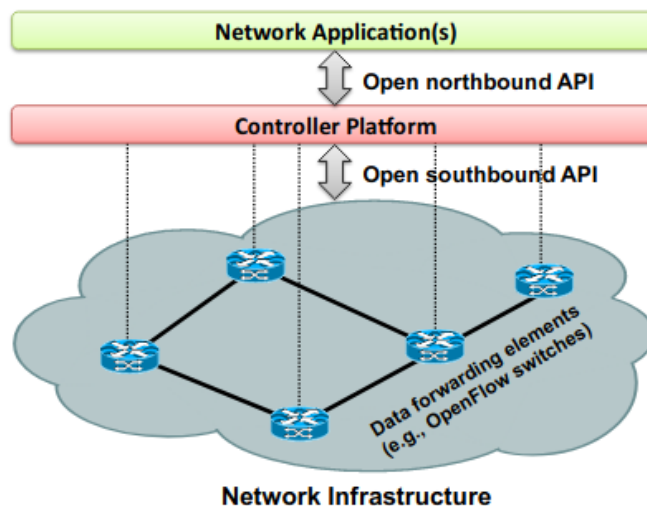 Network Application(s)
Open northbound API
Controller Platform
Open southbound API
Data forwarding elements
(e.g., OpenFlow switches)
Network Infrastructure